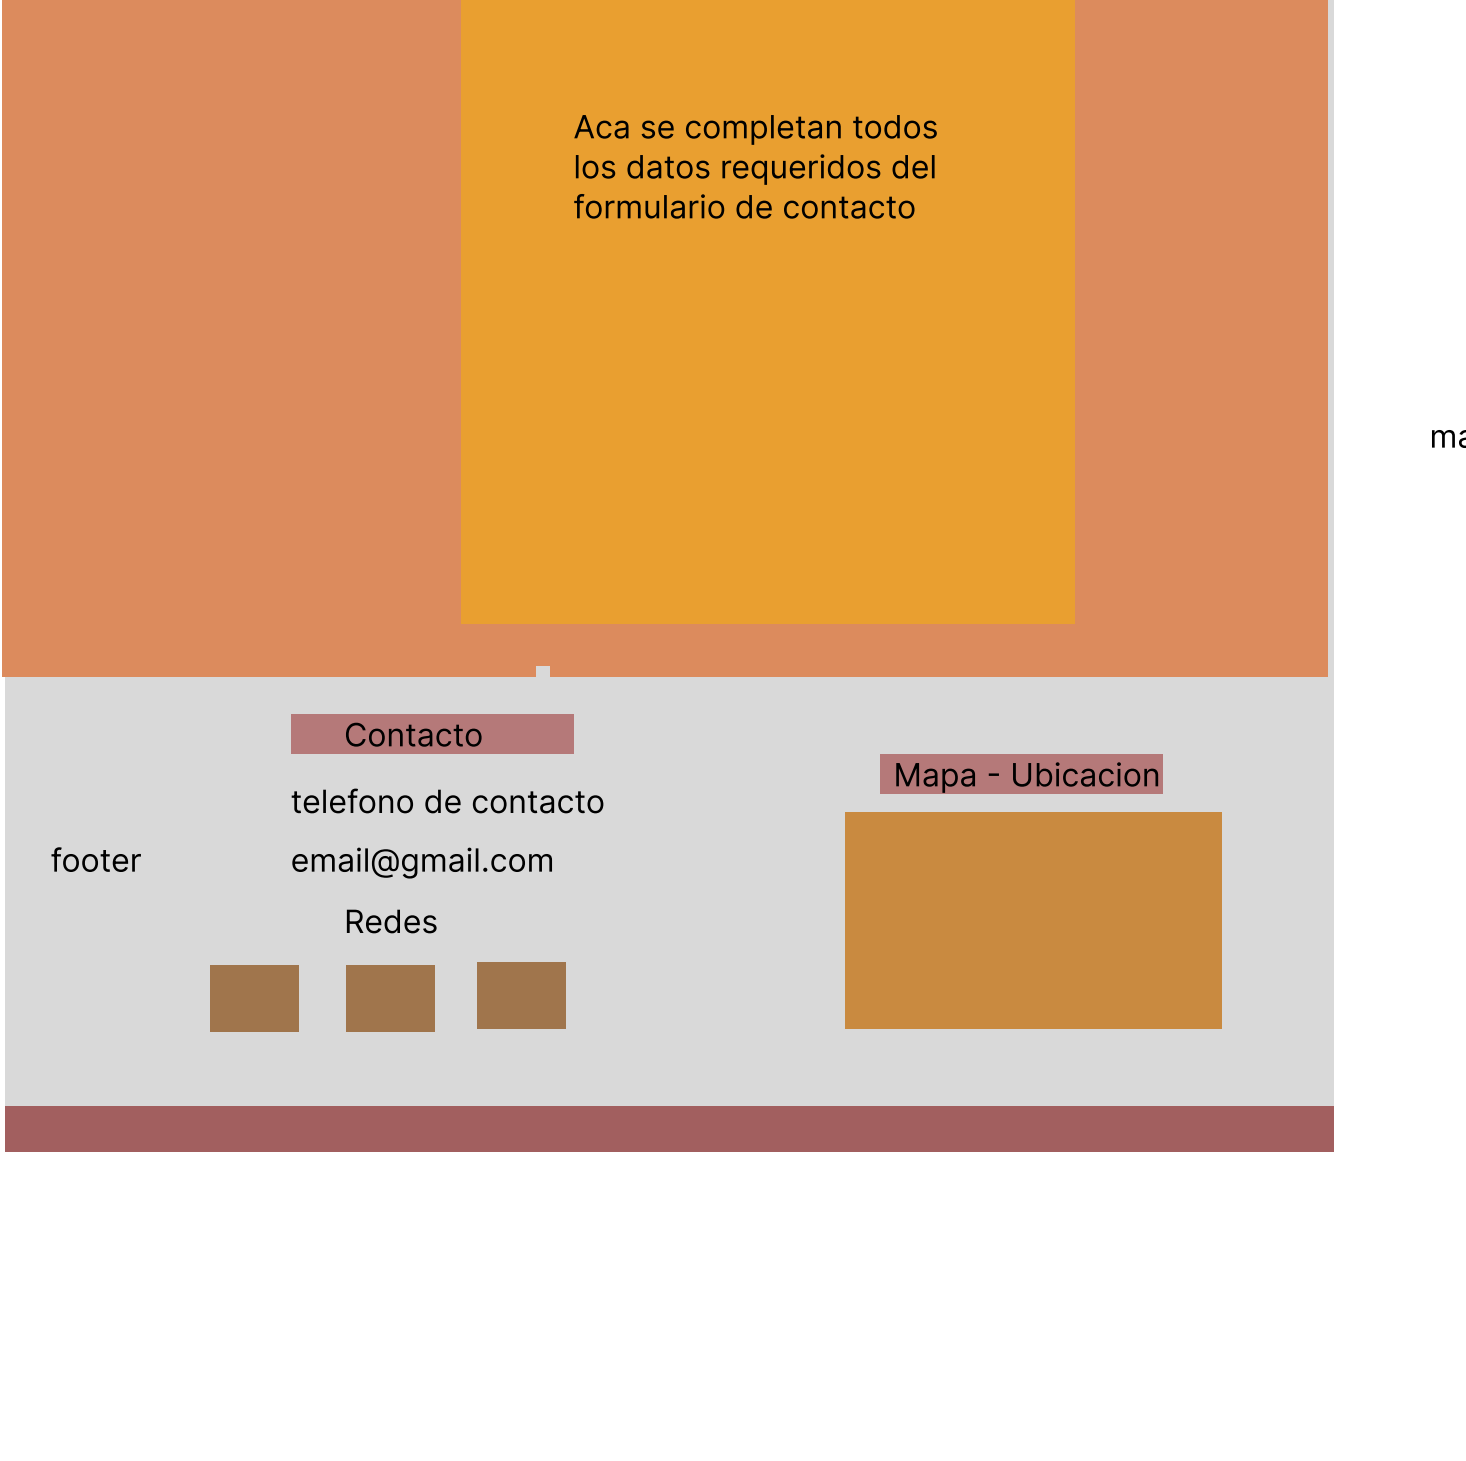 Aca se completan todos
los datos requeridos del
formulario de contacto
Contacto
Mapa - Ubicacion
telefono de contacto
footer
email@gmail.com
Redes